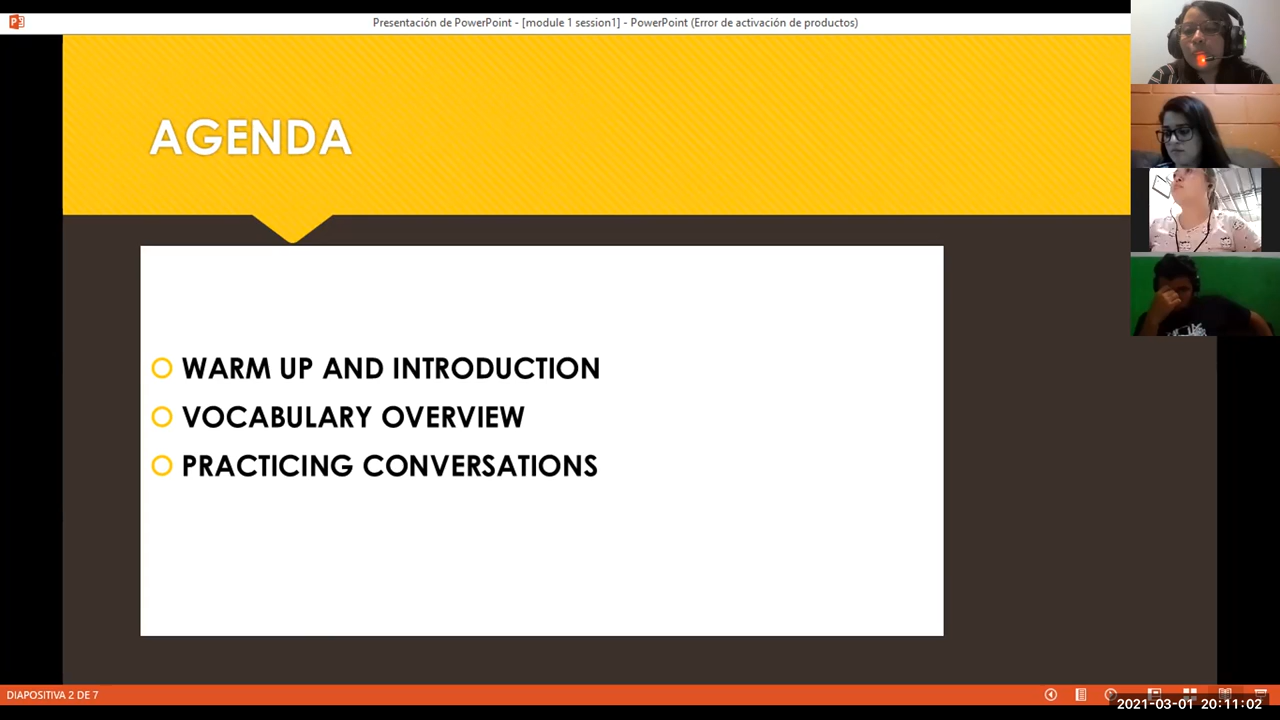 Presentación de PowerPoint - [module 1 session1] - PowerPoint (Error de activación de productos)
AGENDA
WARM UP AND INTRODUCTION
VOCABULARY OVERVIEW
PRACTICING CONVERSATIONS
DIAPOSITIVA 2 DE 7
2021-03-01 20:11:02